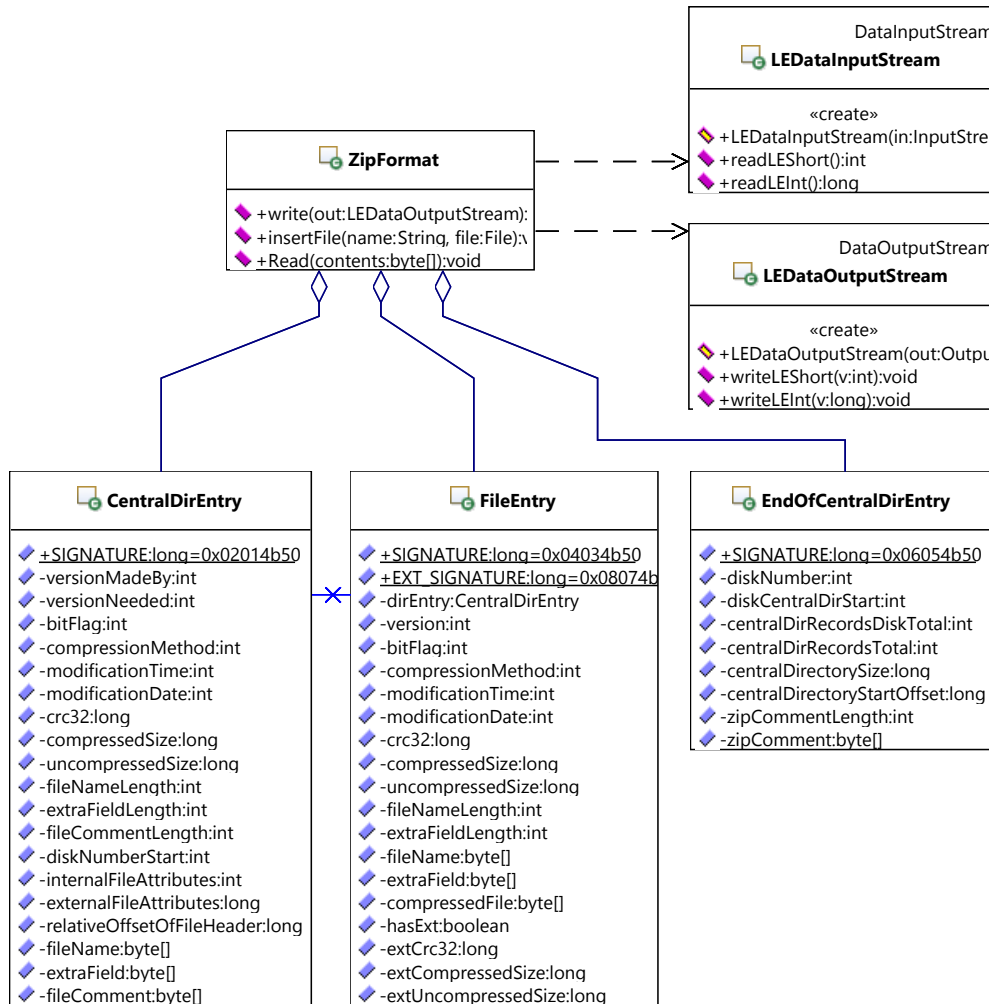 DataInputStream
LEDataInputStream
«create»
+LEDataInputStream(in:InputStre
+readLEShort():int
+readLEInt():long
ZipFormat
+write(out:LEDataOutputStream):
+insertFile(name:String, file:File):v
+Read(contents:byte[]):void
DataOutputStream
LEDataOutputStream
«create»
+LEDataOutputStream(out:Outpu
+writeLEShort(v:int):void
+writeLEInt(v:long):void
CentralDirEntry
+SIGNATURE:long=0x02014b50
-versionMadeBy:int
-versionNeeded:int
-bitFlag:int
-compressionMethod:int
-modificationTime:int
-modificationDate:int
-crc32:long
-compressedSize:long
-uncompressedSize:long
-fileNameLength:int
-extraFieldLength:int
-fileCommentLength:int
-diskNumberStart:int
-internalFileAttributes:int
-externalFileAttributes:long
-relativeOffsetOfFileHeader:long
-fileName:byte[]
-extraField:byte[]
-fileComment:byte[]
FileEntry
+SIGNATURE:long=0x04034b50
+EXT_SIGNATURE:long=0x08074b
-dirEntry:CentralDirEntry
-version:int
-bitFlag:int
-compressionMethod:int
-modificationTime:int
-modificationDate:int
-crc32:long
-compressedSize:long
-uncompressedSize:long
-fileNameLength:int
-extraFieldLength:int
-fileName:byte[]
-extraField:byte[]
-compressedFile:byte[]
-hasExt:boolean
-extCrc32:long
-extCompressedSize:long
-extUncompressedSize:long
EndOfCentralDirEntry
+SIGNATURE:long=0x06054b50
-diskNumber:int
-diskCentralDirStart:int
-centralDirRecordsDiskTotal:int
-centralDirRecordsTotal:int
-centralDirectorySize:long
-centralDirectoryStartOffset:long
-zipCommentLength:int
-zipComment:byte[]